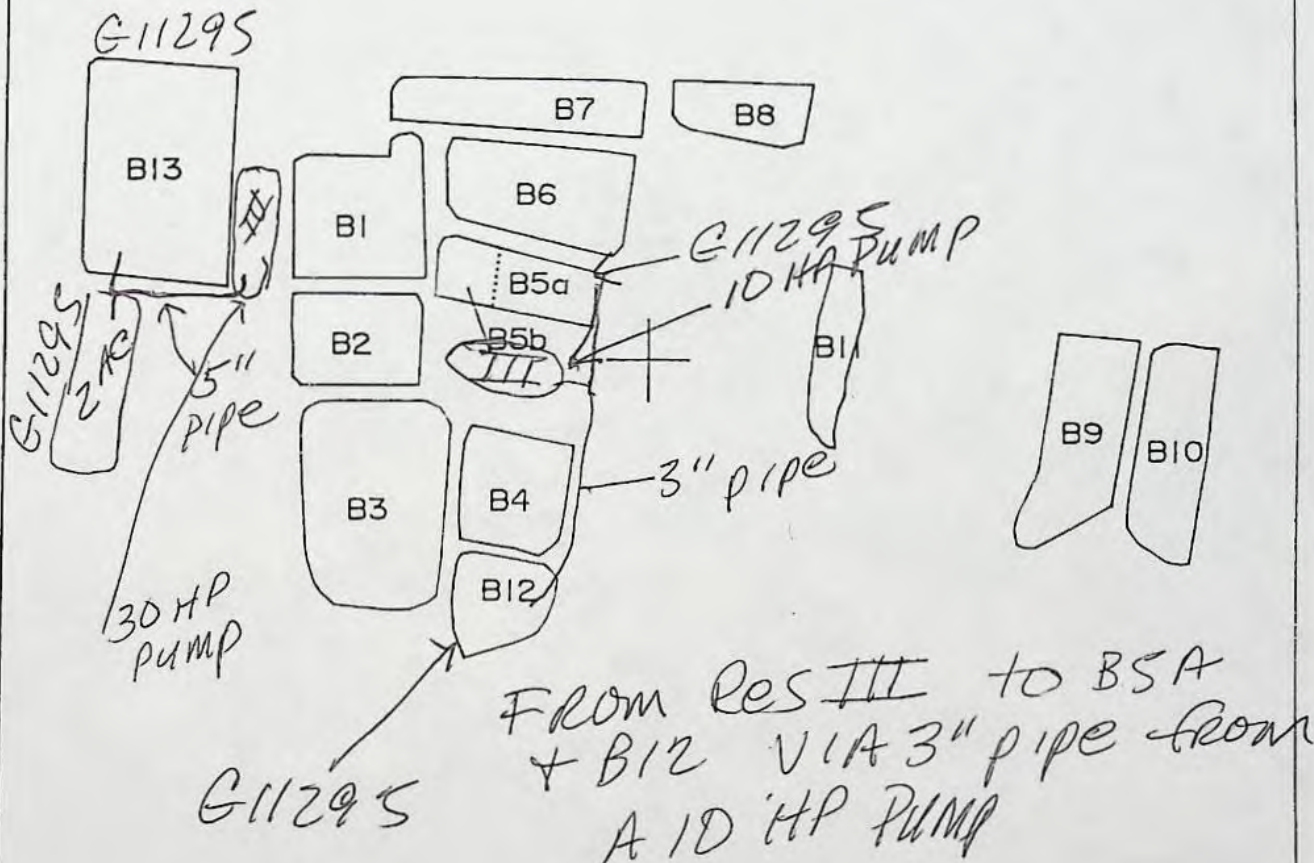 G11295
B7
B8
B13
B6
B1
G11295
10 HP Pump
B5a
B11
B2
B5b
III
G11295
2 AC
5"
pipe
B9
B10
3" pipe
B3
B4
B12
30 HP
Pump
From Res III to B5A
+ B12 VIA 3" pipe from
A 10 HP Pump
G11295